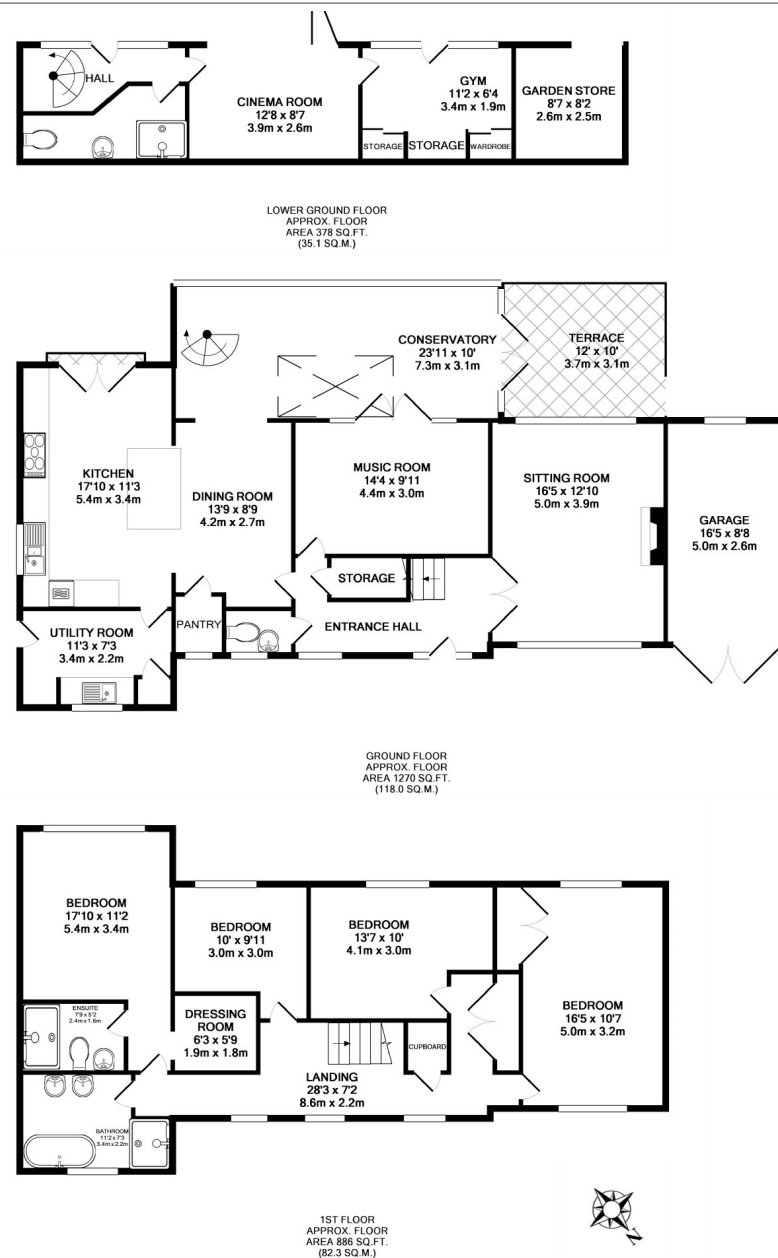 HALL
CINEMA ROOM
12'8 x 8'7
3.9m x 2.6m
GYM
11'2 x 6'4
3.4m x 1.9m
STORAGE
STORAGE
WARDROBE
GARDEN STORE
8'7 x 8'2
2.6m x 2.5m
LOWER GROUND FLOOR
APPROX. FLOOR
AREA 378 SQ.FT.
(35.1 SQ.M.)
CONSERVATORY
23'11 x 10'
7.3m x 3.1m
TERRACE
12' x 10'
3.7m x 3.1m
KITCHEN
17'10 x 11'3
5.4m x 3.4m
DINING ROOM
13'9 x 8'9
4.2m x 2.7m
MUSIC ROOM
14'4 x 9'11
4.4m x 3.0m
SITTING ROOM
16'5 x 12'10
5.0m x 3.9m
GARAGE
16'5 x 8'8
5.0m x 2.6m
STORAGE
PANTRY
ENTRANCE HALL
UTILITY ROOM
11'3 x 7'3
3.4m x 2.2m
GROUND FLOOR
APPROX. FLOOR
AREA 1270 SQ.FT.
(118.0 SQ.M.)
BEDROOM
17'10 x 11'2
5.4m x 3.4m
BEDROOM
10' x 9'11
3.0m x 3.0m
BEDROOM
13'7 x 10'
4.1m x 3.0m
BEDROOM
16'5 x 10'7
5.0m x 3.2m
ENSUITE
7'9 x 5'2
2.4m x 1.6m
DRESSING
ROOM
6'3 x 5'9
1.9m x 1.8m
CUPBOARD
LANDING
28'3 x 7'2
8.6m x 2.2m
BATHROOM
11'2 x 7'3
3.4m x 2.2m
1ST FLOOR
APPROX. FLOOR
AREA 886 SQ.FT.
(82.3 SQ.M.)
N